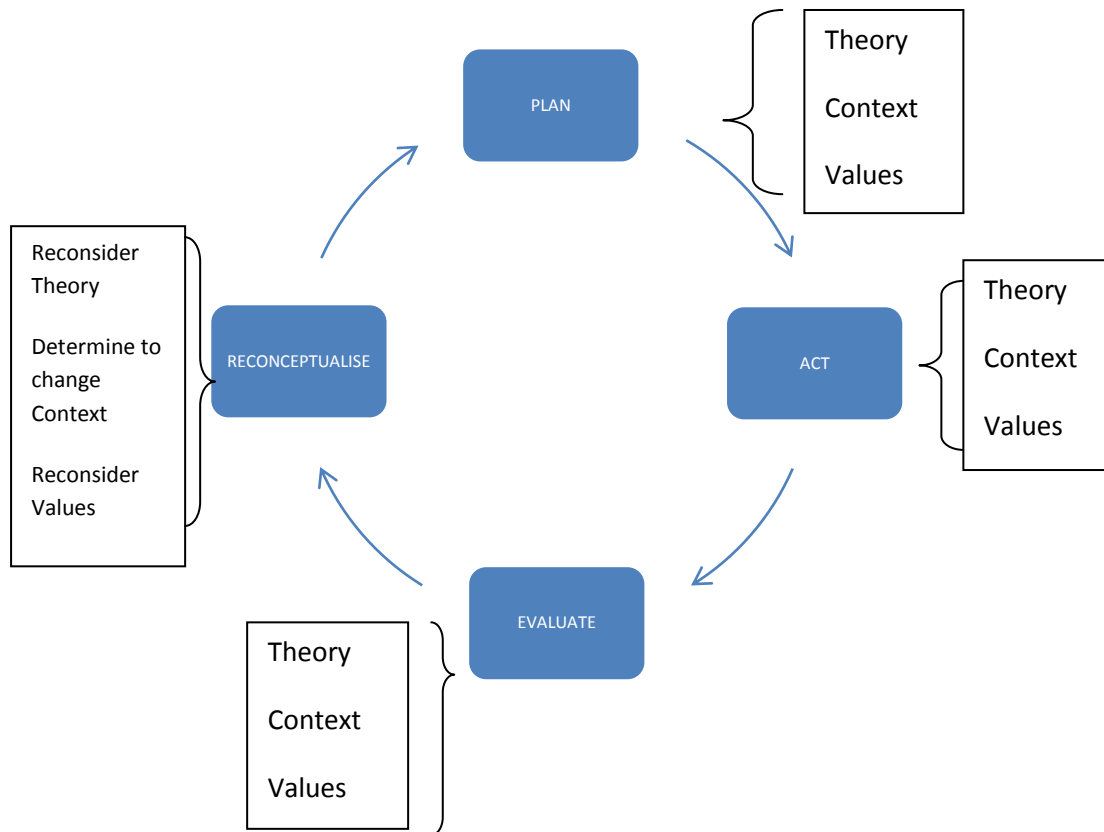 PLAN
Theory
Context
Values
ACT
Theory
Context
Values
EVALUATE
Theory
Context
Values
RECONCEPTUALISE
Reconsider
Theory
Determine to
change
Context
Reconsider
Values